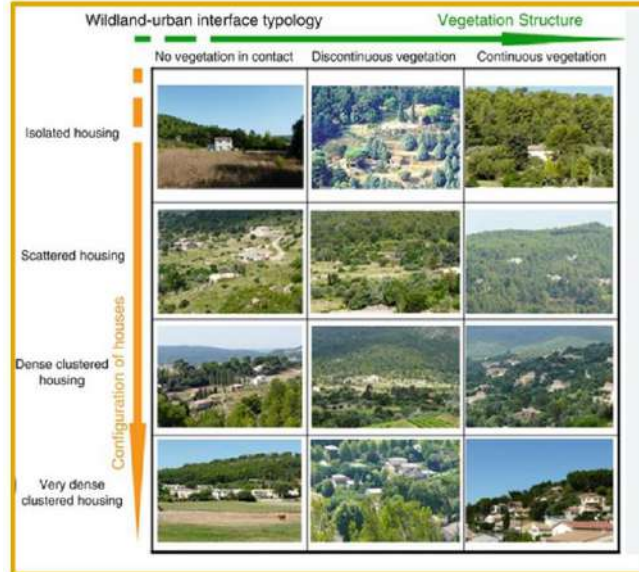 Wildland-urban interface typology
Vegetation Structure
No vegetation in contact
Discontinuous vegetation
Continuous vegetation
Isolated housing
Scattered housing
Dense clustered
housing
Very dense
clustered housing
Configuration of houses